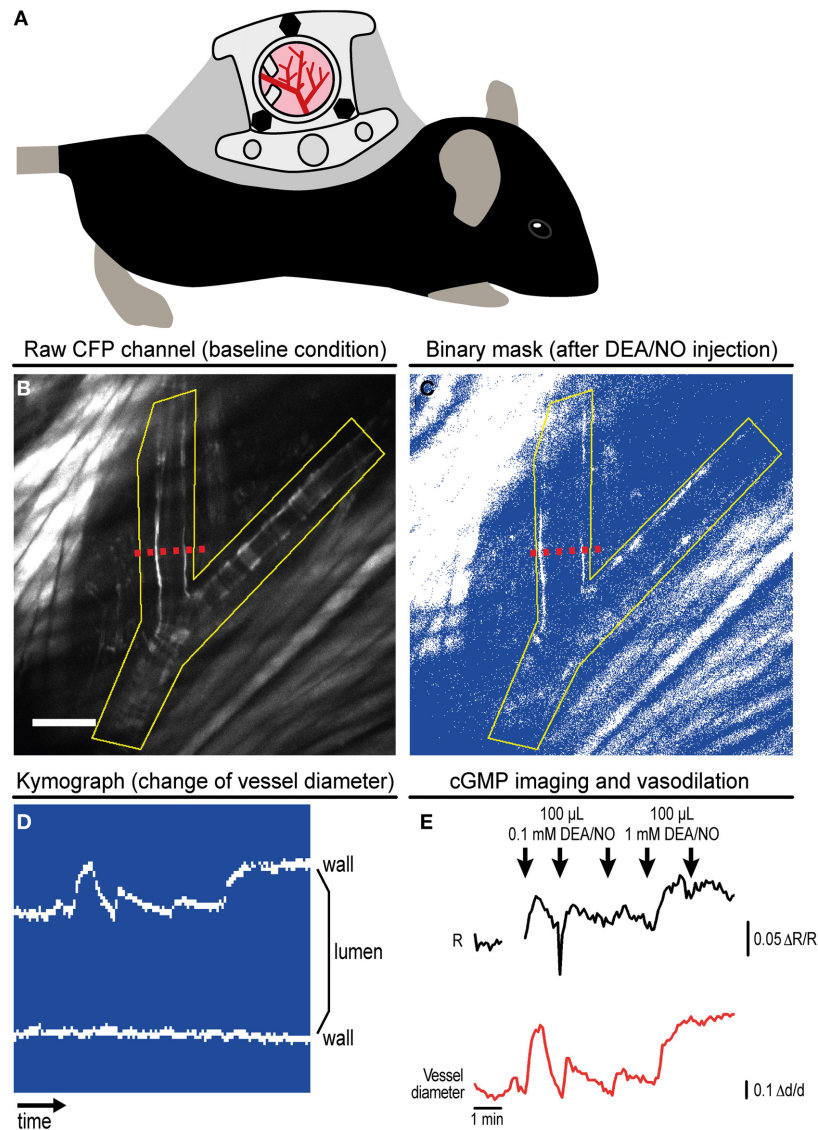 A
Raw CFP channel (baseline condition)
Binary mask (after DEA/NO injection)
B
C
Kymograph (change of vessel diameter)
cGMP imaging and vasodilation
D
wall
lumen
wall
time
E
100 µL
0.1 mM DEA/NO
100 µL
1 mM DEA/NO
R
0.05 ΔR/R
Vessel
diameter
0.1 Δd/d
1 min